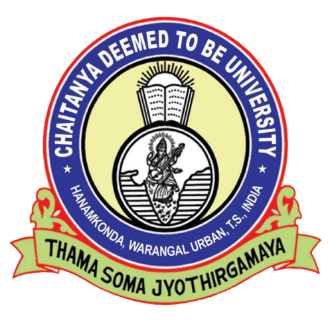 CHAITANYA DEEMED TO BE UNIVERSITY
HANAMKONDA, WARANGAL URBAN, T.S., INDIA
THAMA SOMA JYOTHIRGAMAYA